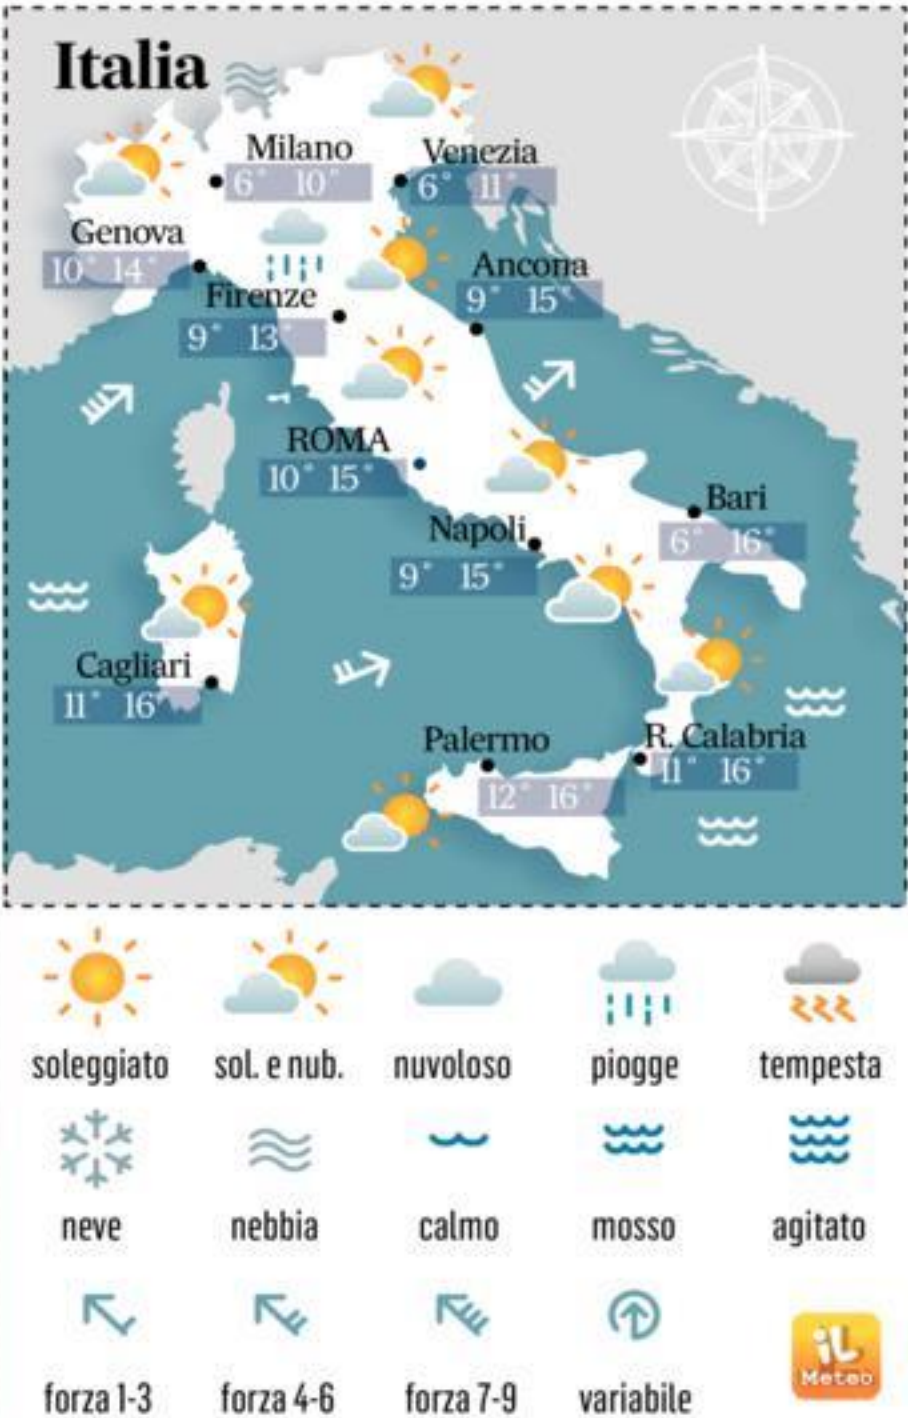 Italia
Milano
6° 10°
Venezia
6° 11°
Genova
10° 14°
Ancona
9° 15°
Firenze
9° 13°
ROMA
10° 15°
Bari
6° 16°
Napoli
9° 15°
Cagliari
11° 16°
Palermo
12° 16°
R. Calabria
11° 16°
soleggiato sol. e nub. nuvoloso piogge tempesta
neve nebbia calmo mosso agitato
forza 1-3 forza 4-6 forza 7-9 variabile
iL
Meteo